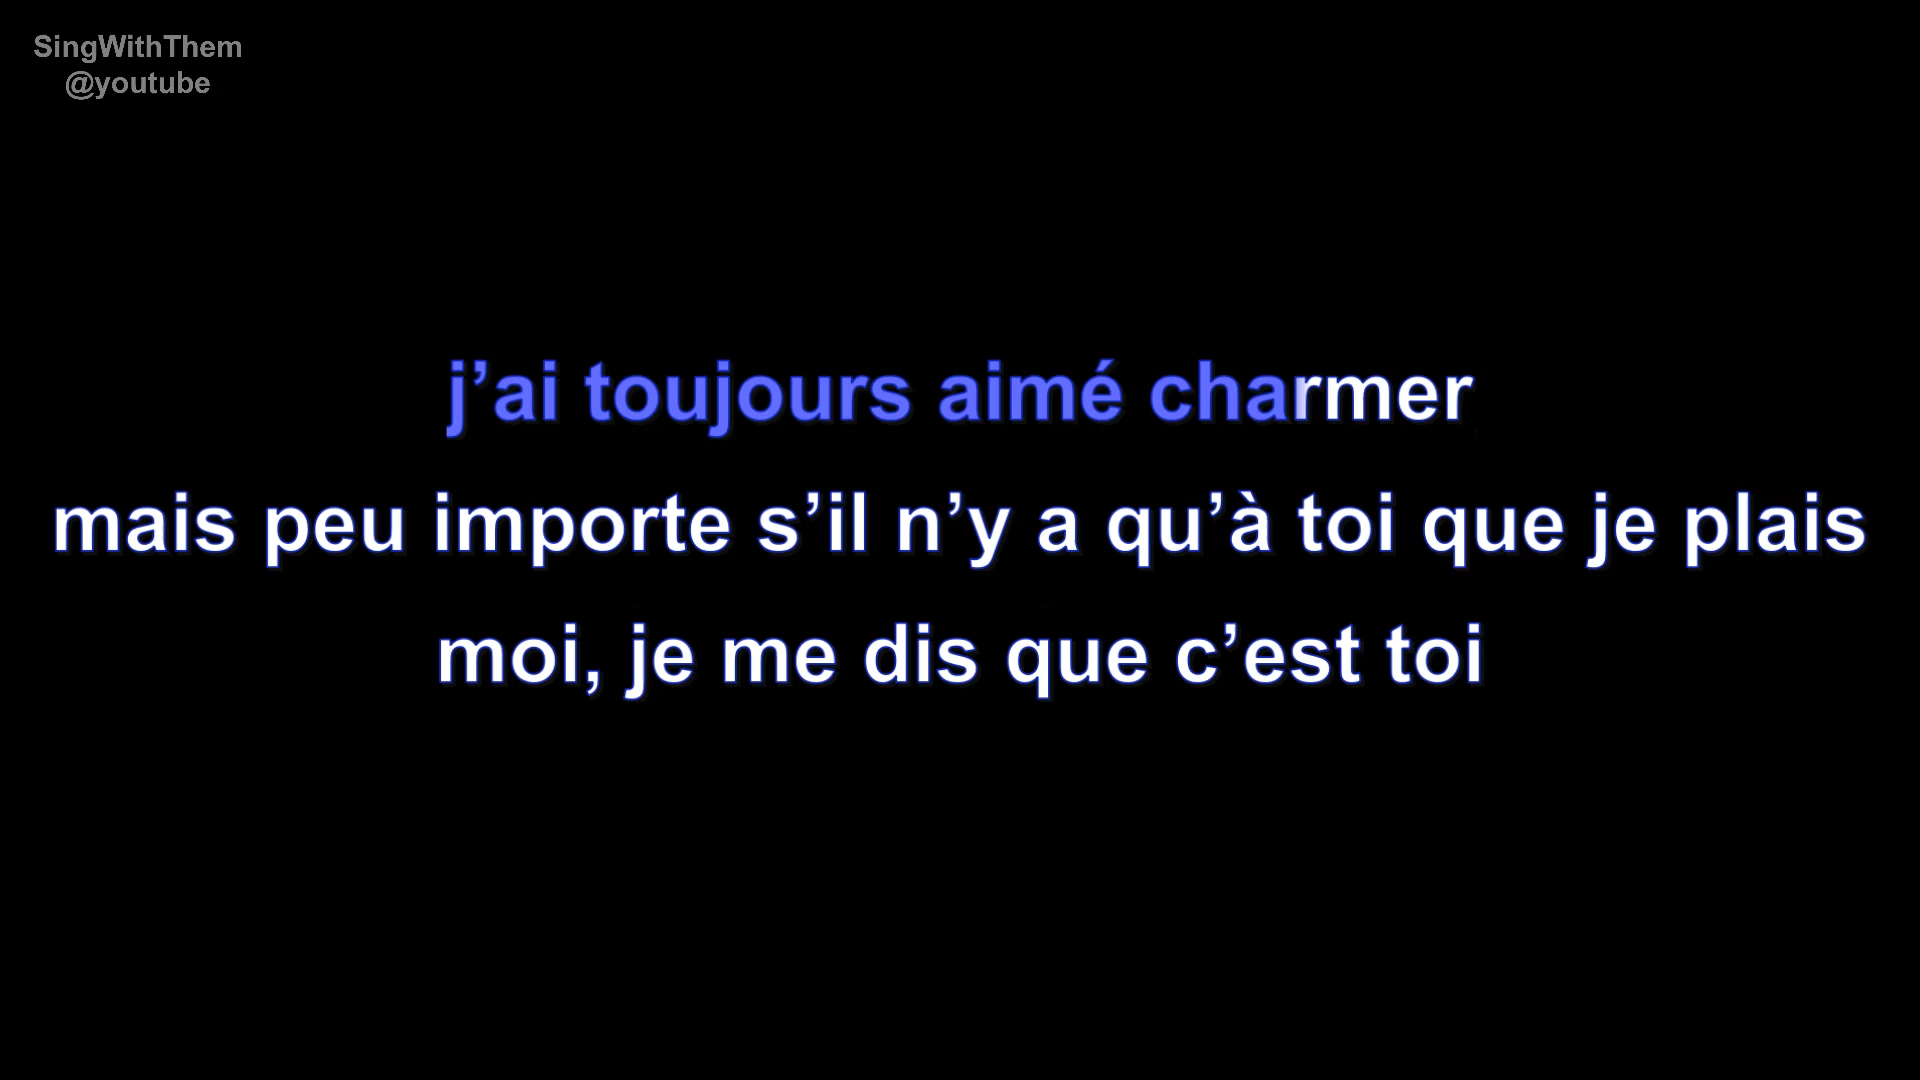 SingWithThem
@youtube
j’ai toujours aimé charmer
mais peu importe s’il n’y a qu’à toi que je plais
moi, je me dis que c’est toi